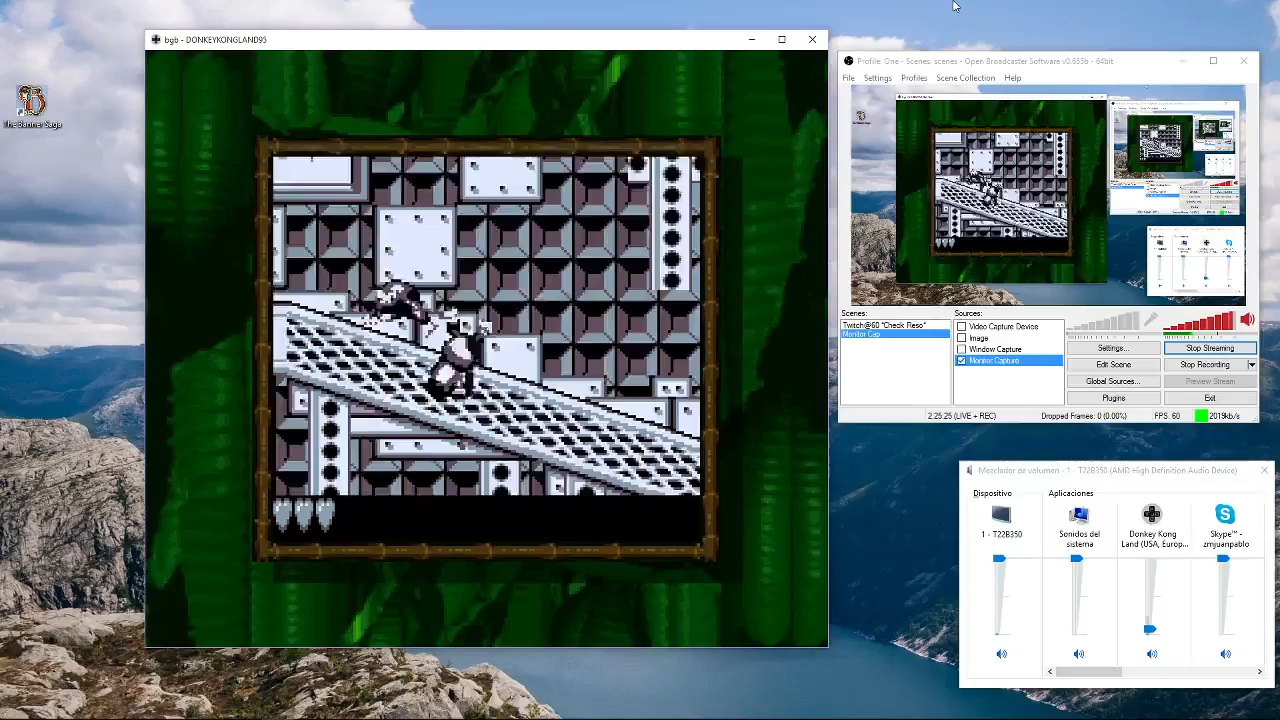 bgb - DONKEYKONGLAND95
TheBanner Saga
Profile: One - Scenes: scenes - Open Broadcaster Software v0.655b - 64bit
File Settings Profiles Scene Collection Help
Scenes:
Twitch@60 "Check Reso"
Monitor Cap
Sources:
Video Capture Device
Image
Window Capture
Monitor Capture
Settings...
Stop Streaming
Edit Scene
Stop Recording
Global Sources...
Preview Stream
Plugins
Exit
2:25:25 (LIVE + REC)
Dropped Frames: 0 (0.00%)
FPS: 60
2019kb/s
Mezclador de volumen - 1 - T22B350 (AMD High Definition Audio Device)
Dispositivo
Aplicaciones
1 - T22B350
Sonidos del
sistema
Donkey Kong
Land (USA, Europ...
Skype™ -
zmjuanpablo